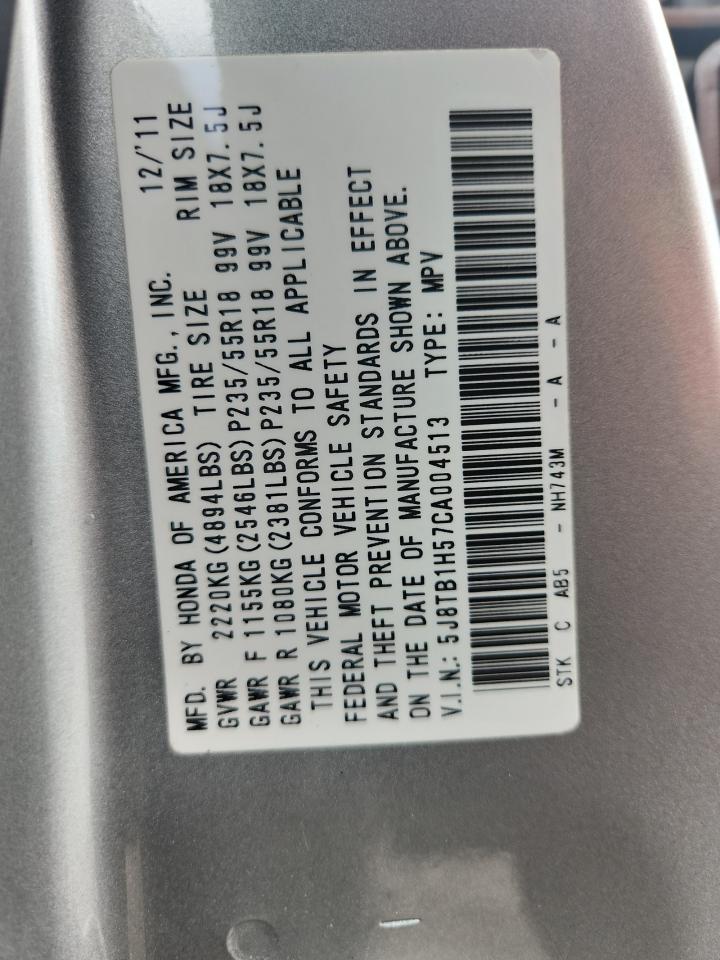 MFD. BY HONDA OF AMERICA MFG., INC. 12/'11
GVWR 2220KG(4894LBS) TIRE SIZE RIM SIZE
GAWR F 1155KG(2546LBS)P235/55R18 99V 18X7.5J
GAWR R 1080KG(2381LBS)P235/55R18 99V 18X7.5J
THIS VEHICLE CONFORMS TO ALL APPLICABLE
FEDERAL MOTOR VEHICLE SAFETY
AND THEFT PREVENTION STANDARDS IN EFFECT
ON THE DATE OF MANUFACTURE SHOWN ABOVE.
V.I.N.: 5J8TB1H57CA004513 TYPE: MPV
STK C AB5 - NH743M - A - A